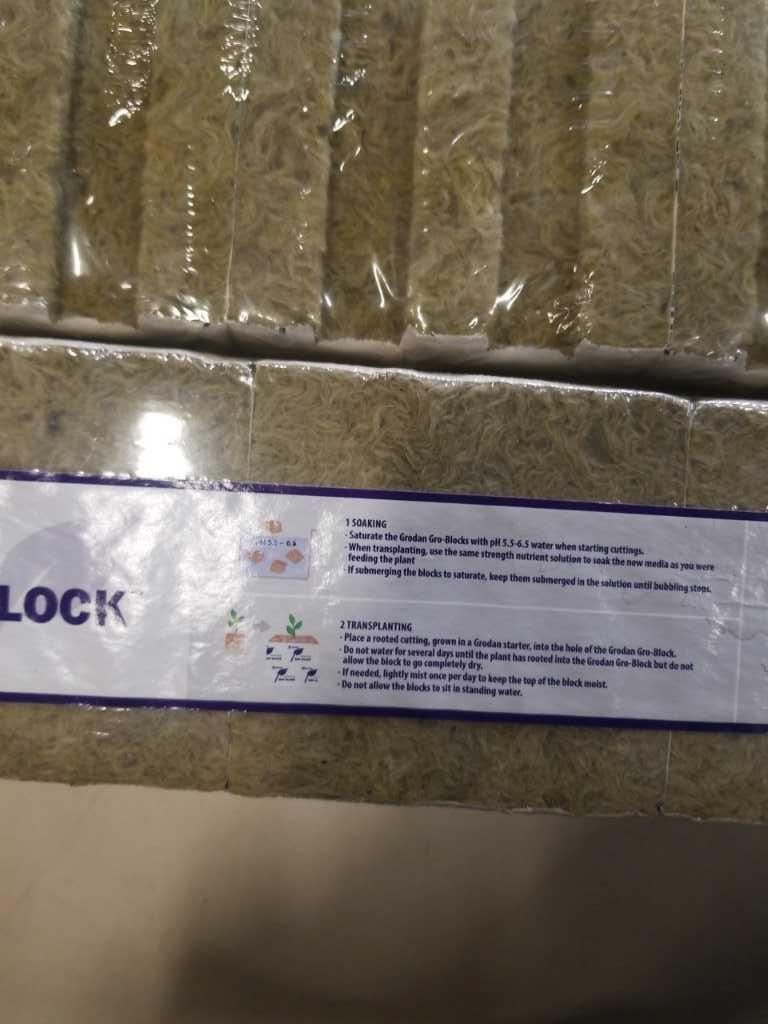 LOCK™
pH 5.5 - 6.5
1 SOAKING
· Saturate the Grodan Gro-Blocks with pH 5.5-6.5 water when starting cuttings.
· When transplanting, use the same strength nutrient solution to soak the new media as you were
feeding the plant
· If submerging the blocks to saturate, keep them submerged in the solution until bubbling stops.
2 TRANSPLANTING
· Place a rooted cutting, grown in a Grodan starter, into the hole of the Grodan Gro-Block.
· Do not water for several days until the plant has rooted into the Grodan Gro-Block but do not
allow the block to go completely dry.
· If needed, lightly mist once per day to keep the top of the block moist.
· Do not allow the blocks to sit in standing water.